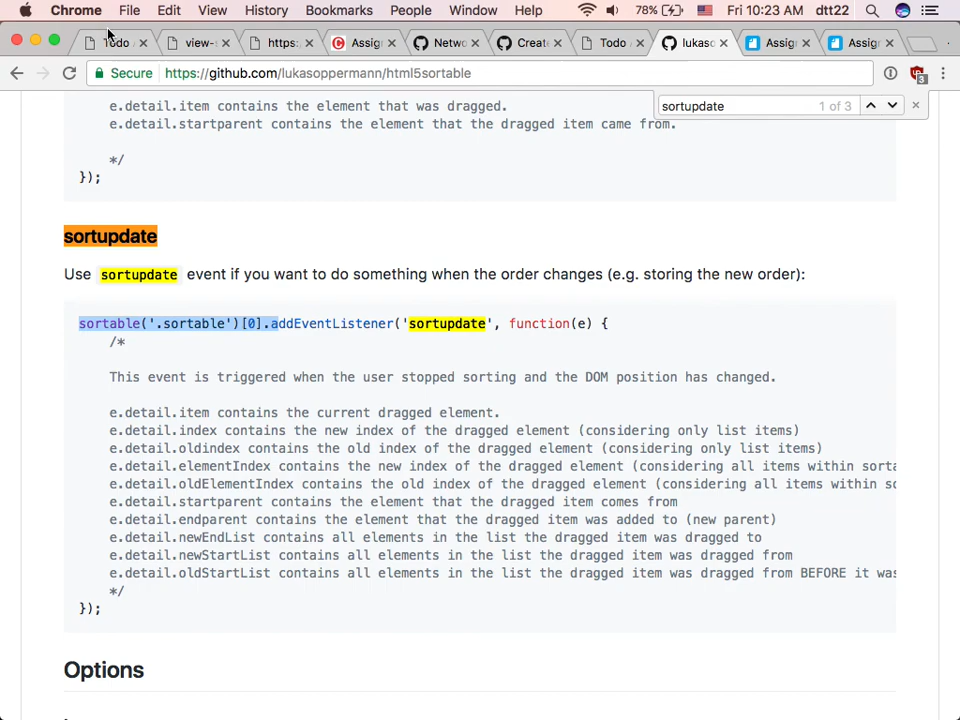 Chrome File Edit View History Bookmarks People Window Help 78% Fri 10:23 AM dtt22
Todo view- https: Assig Netwo Create Todo lukaso Assign Assign
Secure https://github.com/lukasoppermann/html5sortable 3
sortupdate 1 of 3
e.detail.item contains the element that was dragged.
e.detail.startparent contains the element that the dragged item came from.
*/
});
sortupdate
Use sortupdate event if you want to do something when the order changes (e.g. storing the new order):
sortable('.sortable')[0].addEventListener('sortupdate', function(e) {
/*
This event is triggered when the user stopped sorting and the DOM position has changed.
e.detail.item contains the current dragged element.
e.detail.index contains the new index of the dragged element (considering only list items)
e.detail.oldindex contains the old index of the dragged element (considering only list items)
e.detail.elementIndex contains the new index of the dragged element (considering all items within sorta
e.detail.oldElementIndex contains the old index of the dragged element (considering all items within so
e.detail.startparent contains the element that the dragged item comes from
e.detail.endparent contains the element that the dragged item was added to (new parent)
e.detail.newEndList contains all elements in the list the dragged item was dragged to
e.detail.newStartList contains all elements in the list the dragged item was dragged from
e.detail.oldStartList contains all elements in the list the dragged item was dragged from BEFORE it was
*/
});
Options